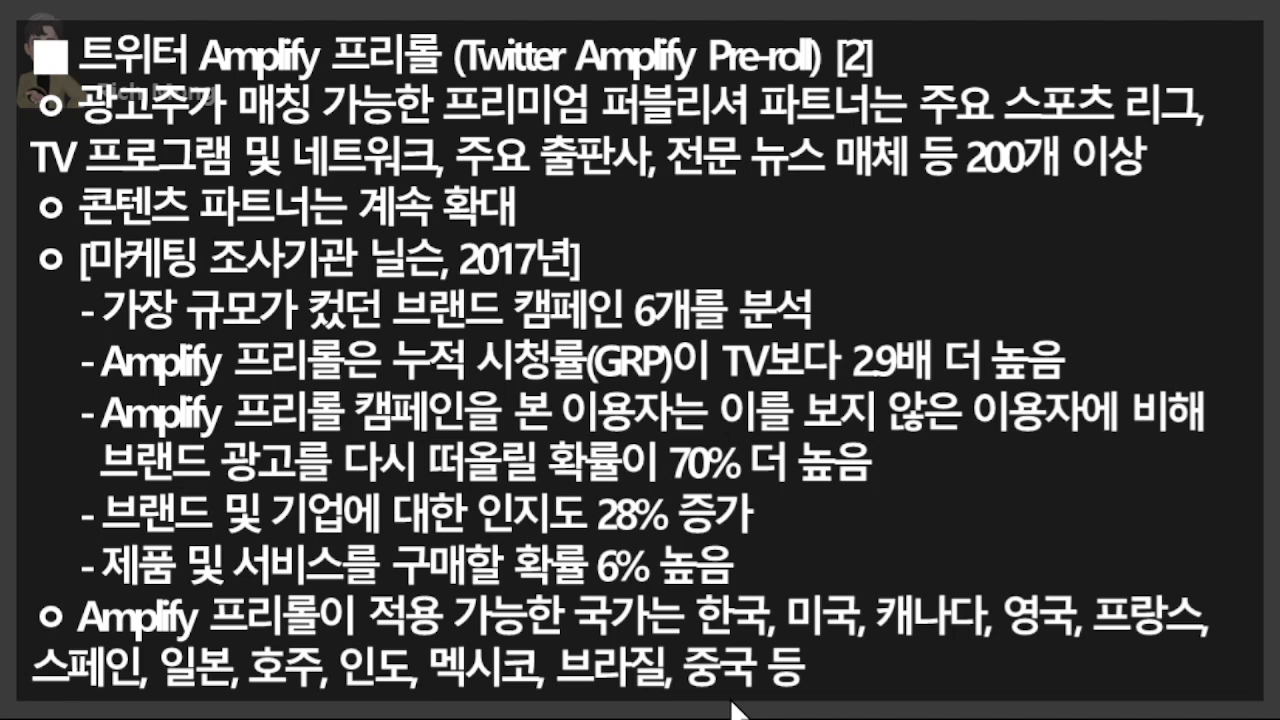 ■ 트위터 Amplify 프리롤 (Twitter Amplify Pre-roll) [2]
ㅇ 광고주가 매칭 가능한 프리미엄 퍼블리셔 파트너는 주요 스포츠 리그,
TV 프로그램 및 네트워크, 주요 출판사, 전문 뉴스 매체 등 200개 이상
ㅇ 콘텐츠 파트너는 계속 확대
ㅇ [마케팅 조사기관 닐슨, 2017년]
- 가장 규모가 컸던 브랜드 캠페인 6개를 분석
- Amplify 프리롤은 누적 시청률(GRP)이 TV보다 2.9배 더 높음
- Amplify 프리롤 캠페인을 본 이용자는 이를 보지 않은 이용자에 비해
브랜드 광고를 다시 떠올릴 확률이 70% 더 높음
- 브랜드 및 기업에 대한 인지도 28% 증가
- 제품 및 서비스를 구매할 확률 6% 높음
ㅇ Amplify 프리롤이 적용 가능한 국가는 한국, 미국, 캐나다, 영국, 프랑스,
스페인, 일본, 호주, 인도, 멕시코, 브라질, 중국 등